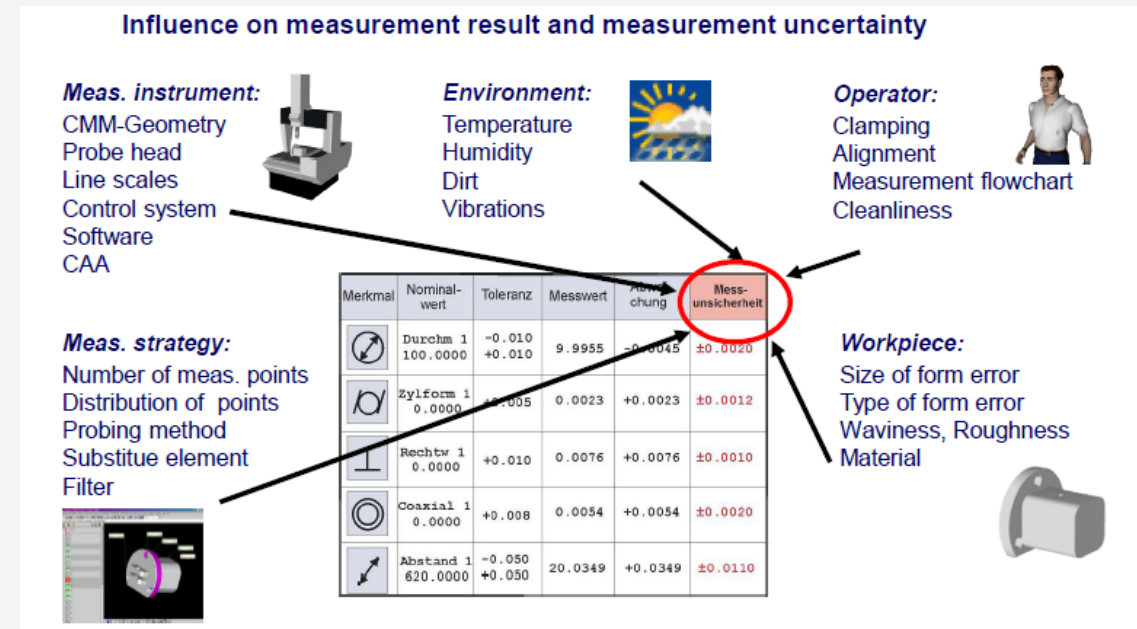 Influence on measurement result and measurement uncertainty
Meas. instrument:
CMM-Geometry
Probe head
Line scales
Control system
Software
CAA
Environment:
Temperature
Humidity
Dirt
Vibrations
Operator:
Clamping
Alignment
Measurement flowchart
Cleanliness
Meas. strategy:
Number of meas. points
Distribution of points
Probing method
Substitue element
Filter
Workpiece:
Size of form error
Type of form error
Waviness, Roughness
Material
Merkmal Nominal- Toleranz Messwert Mess-
wert chung unsicherheit
Durchm 1 -0.010
100.0000 +0.010 9.9955 -0.0045 ±0.0020
Zylform 1
0.0000 +0.005 0.0023 +0.0023 ±0.0012
Rechtw 1
0.0000 +0.010 0.0076 +0.0076 ±0.0010
Coaxial 1
0.0000 +0.008 0.0054 +0.0054 ±0.0020
Abstand 1 -0.050
620.0000 +0.050 20.0349 +0.0349 ±0.0110